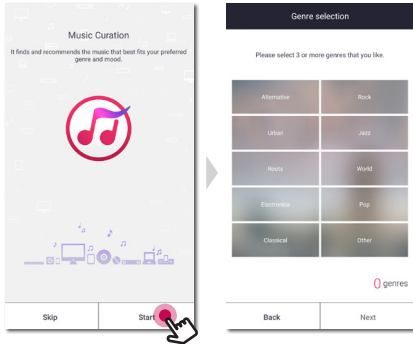 Music Curation
It finds and recommends the music that best fits your preferred
genre and mood.
Skip
Start
Genre selection
Please select 3 or more genres that you like.
Alternative
Rock
Urban
Jazz
Roots
World
Electronica
Pop
Classical
Other
0 genres
Back
Next